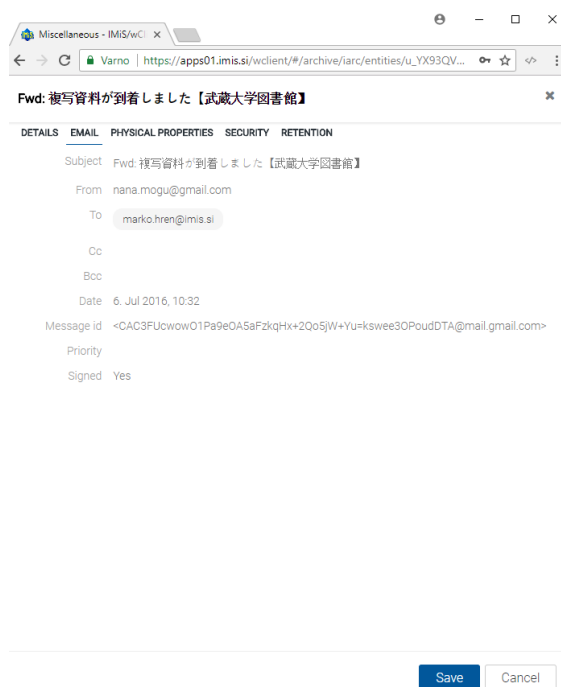 Miscellaneous - IMiS/wCl
Varno | https://apps01.imis.si/wclient/#/archive/iarc/entities/u_YX93QV...
Fwd: 複写資料が到着しました【武蔵大学図書館】
DETAILS EMAIL PHYSICAL PROPERTIES SECURITY RETENTION
Subject Fwd: 複写資料が到着しました【武蔵大学図書館】
From nana.mogu@gmail.com
To marko.hren@imis.si
Cc
Bcc
Date 6. Jul 2016, 10:32
Message id <CAC3FUcwowO1Pa9eOA5aFzkqHx+2Qo5jW+Yu=kswee3OPoudDTA@mail.gmail.com>
Priority
Signed Yes
Save Cancel